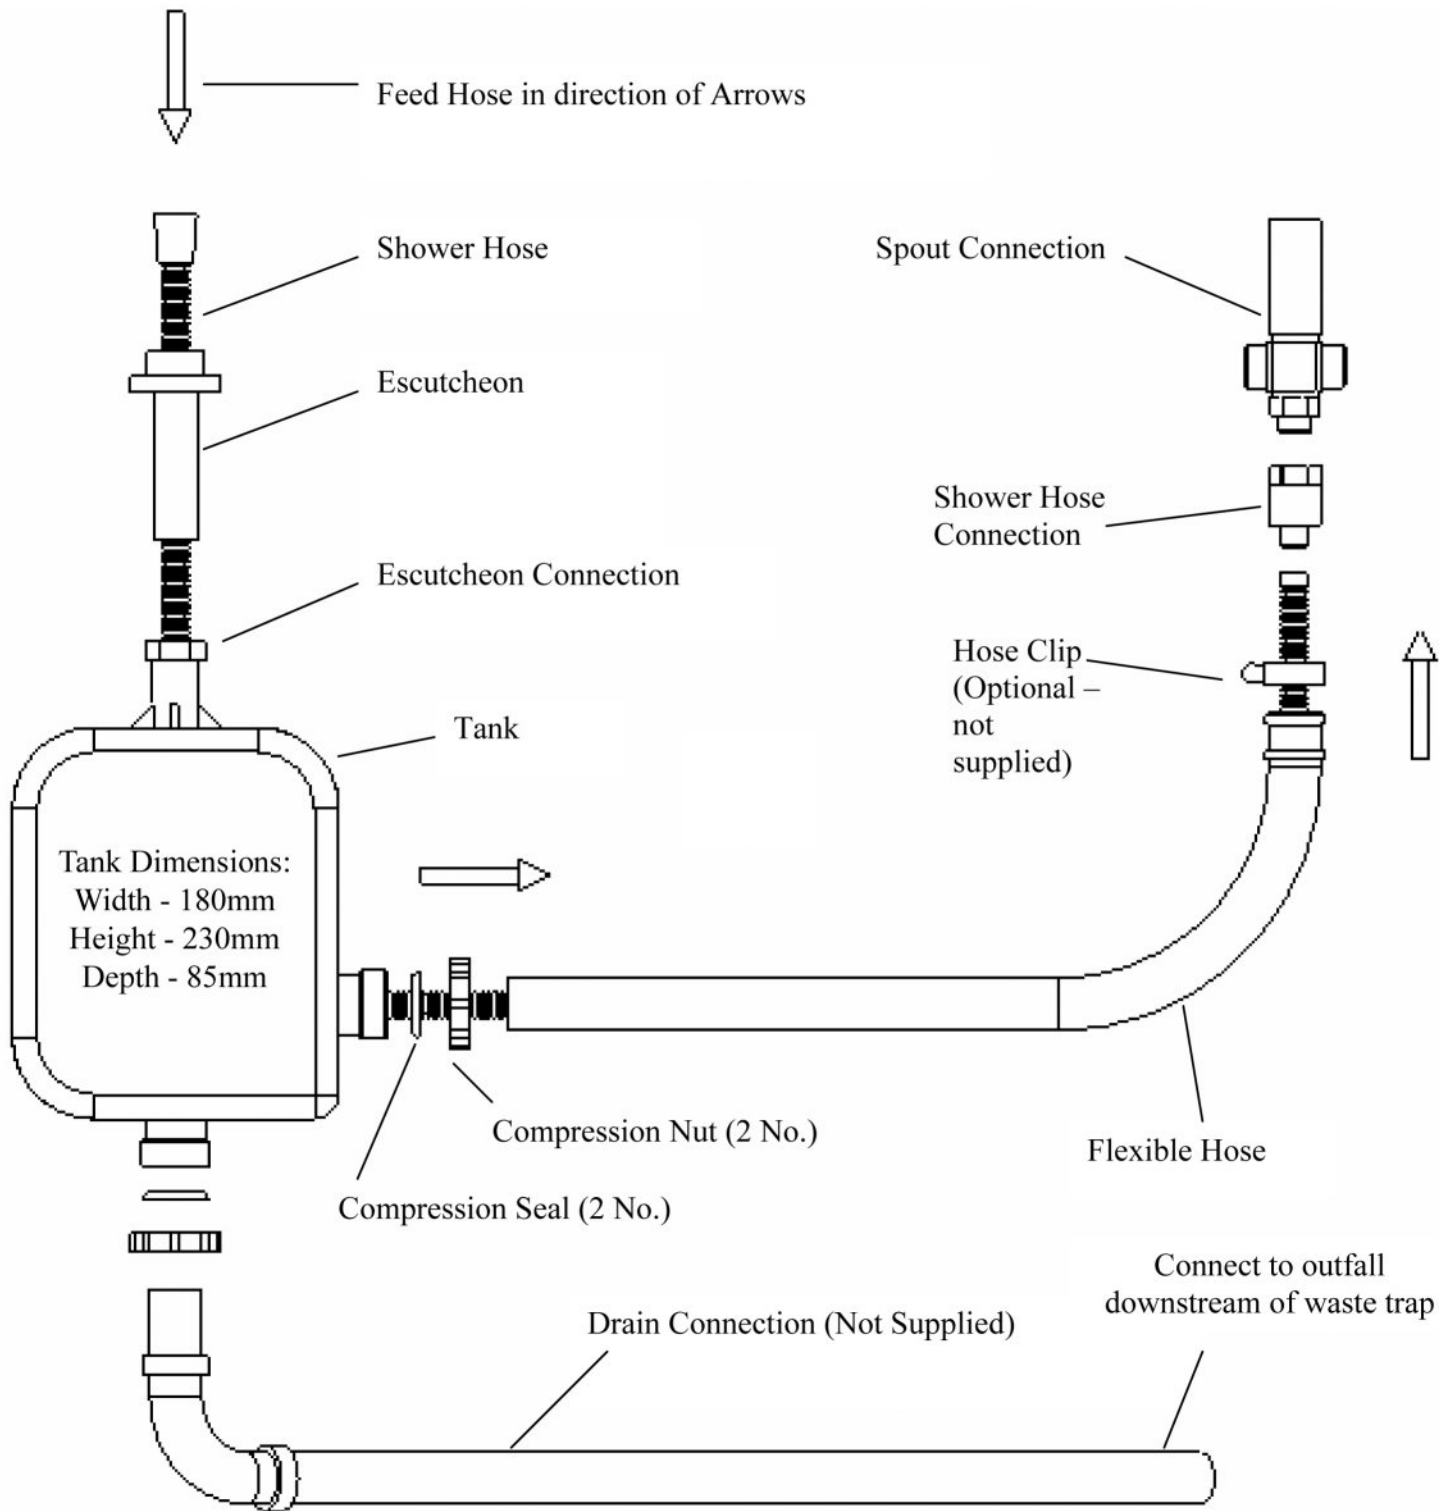 Feed Hose in direction of Arrows
Shower Hose
Spout Connection
Escutcheon
Shower Hose
Connection
Escutcheon Connection
Hose Clip
(Optional –
not
supplied)
Tank
Tank Dimensions:
Width - 180mm
Height - 230mm
Depth - 85mm
Compression Nut (2 No.)
Flexible Hose
Compression Seal (2 No.)
Connect to outfall
downstream of waste trap
Drain Connection (Not Supplied)